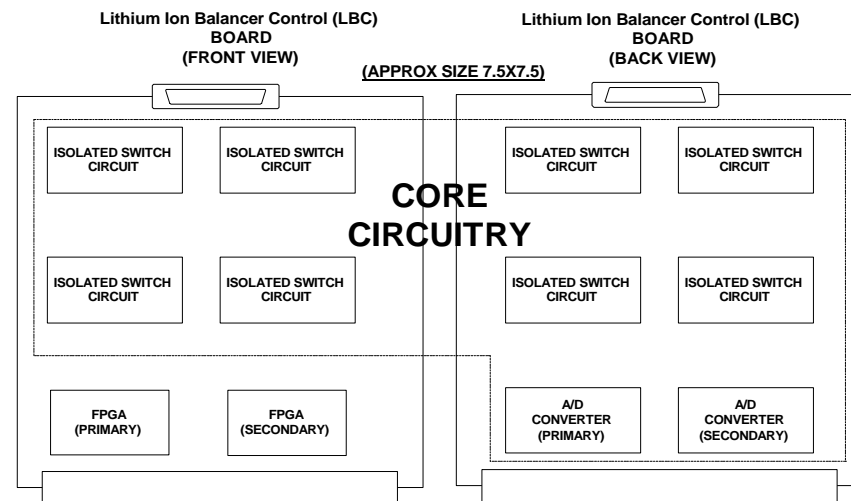 Lithium Ion Balancer Control (LBC)
BOARD
(FRONT VIEW)
Lithium Ion Balancer Control (LBC)
BOARD
(BACK VIEW)
(APPROX SIZE 7.5X7.5)
ISOLATED SWITCH
CIRCUIT
ISOLATED SWITCH
CIRCUIT
ISOLATED SWITCH
CIRCUIT
ISOLATED SWITCH
CIRCUIT
CORE
CIRCUITRY
ISOLATED SWITCH
CIRCUIT
ISOLATED SWITCH
CIRCUIT
ISOLATED SWITCH
CIRCUIT
ISOLATED SWITCH
CIRCUIT
FPGA
(PRIMARY)
FPGA
(SECONDARY)
A/D
CONVERTER
(PRIMARY)
A/D
CONVERTER
(SECONDARY)